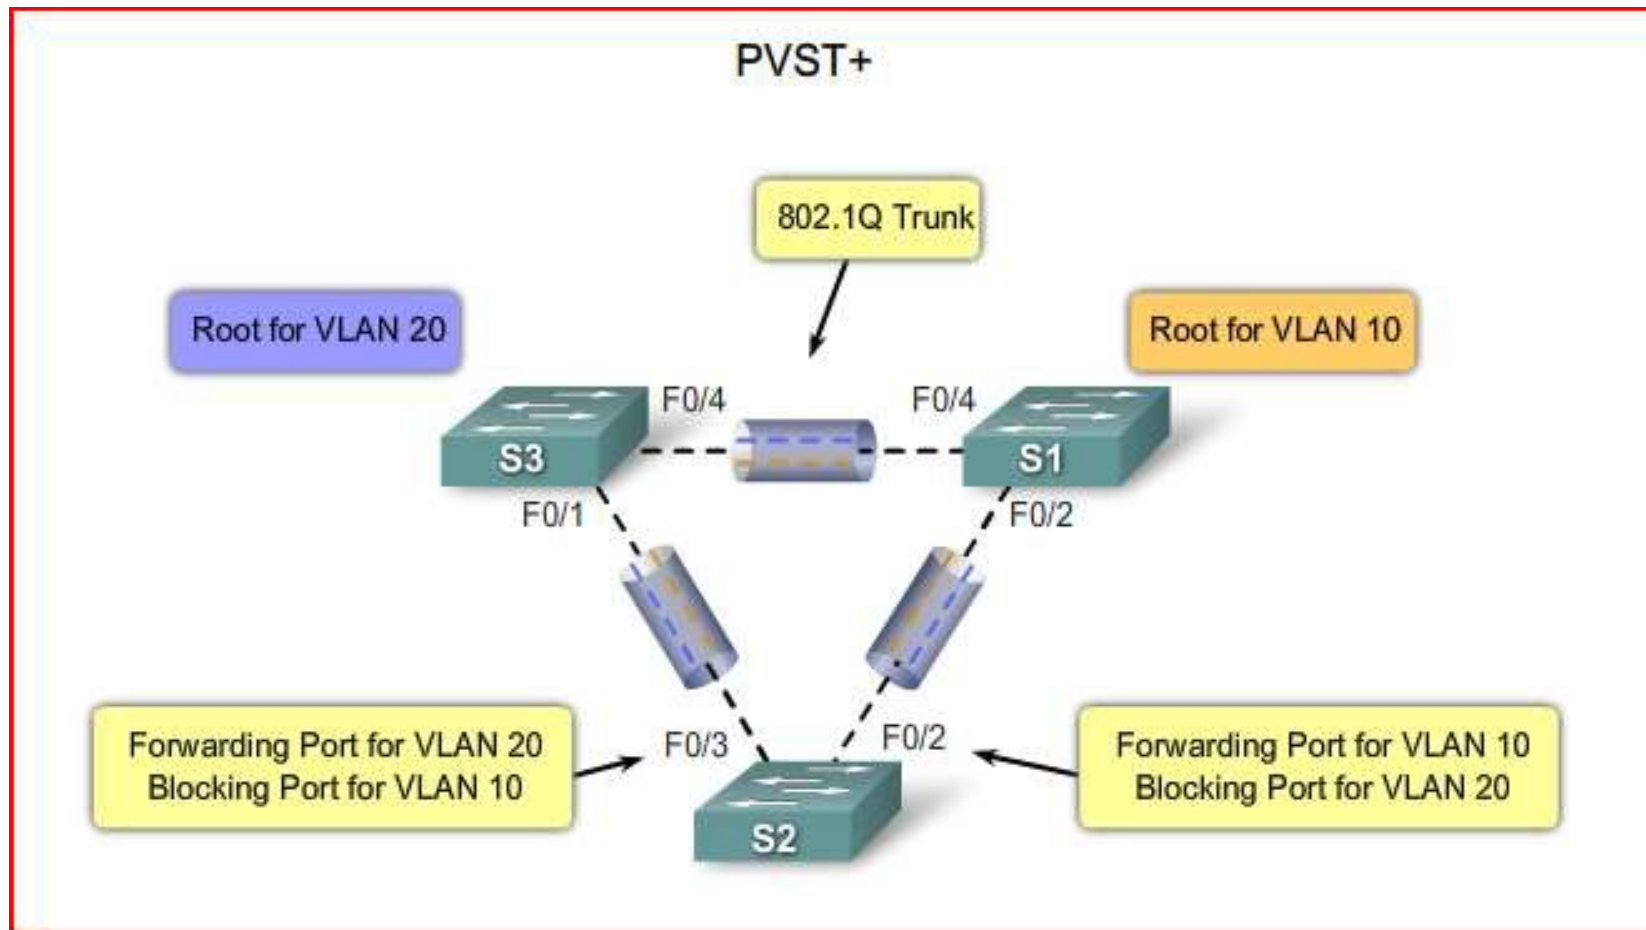 PVST+
802.1Q Trunk
Root for VLAN 20
Root for VLAN 10
F0/4
F0/4
S3
S1
F0/1
F0/2
Forwarding Port for VLAN 20
Blocking Port for VLAN 10
F0/3
F0/2
Forwarding Port for VLAN 10
Blocking Port for VLAN 20
S2